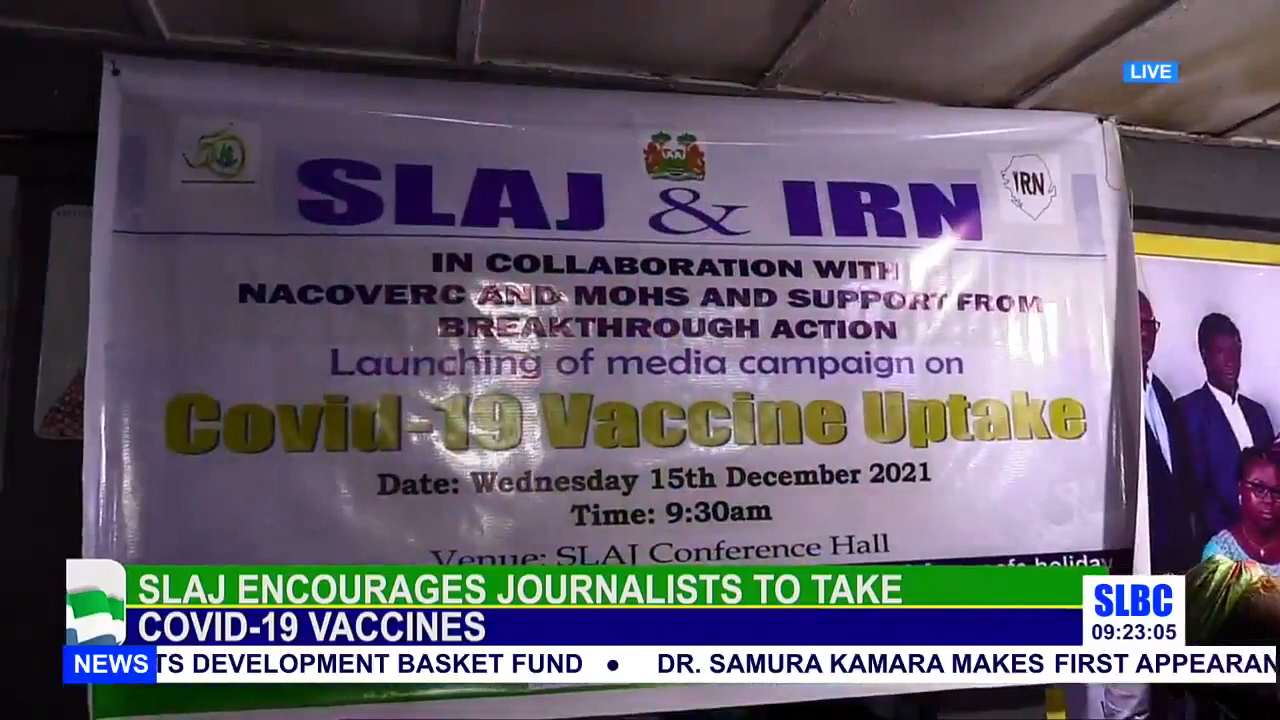 LIVE
SLAJ & IRN
IRN
IN COLLABORATION WITH
NACOVERC AND MOHS AND SUPPORT FROM
BREAKTHROUGH ACTION
Launching of media campaign on
Covid-19 Vaccine Uptake
Date: Wednesday 15th December 2021
Time: 9:30am
Venue: SLAJ Conference Hall
safe holiday
SLAJ ENCOURAGES JOURNALISTS TO TAKE
COVID-19 VACCINES
SLBC
09:23:05
NEWS TS DEVELOPMENT BASKET FUND • DR. SAMURA KAMARA MAKES FIRST APPEARAN